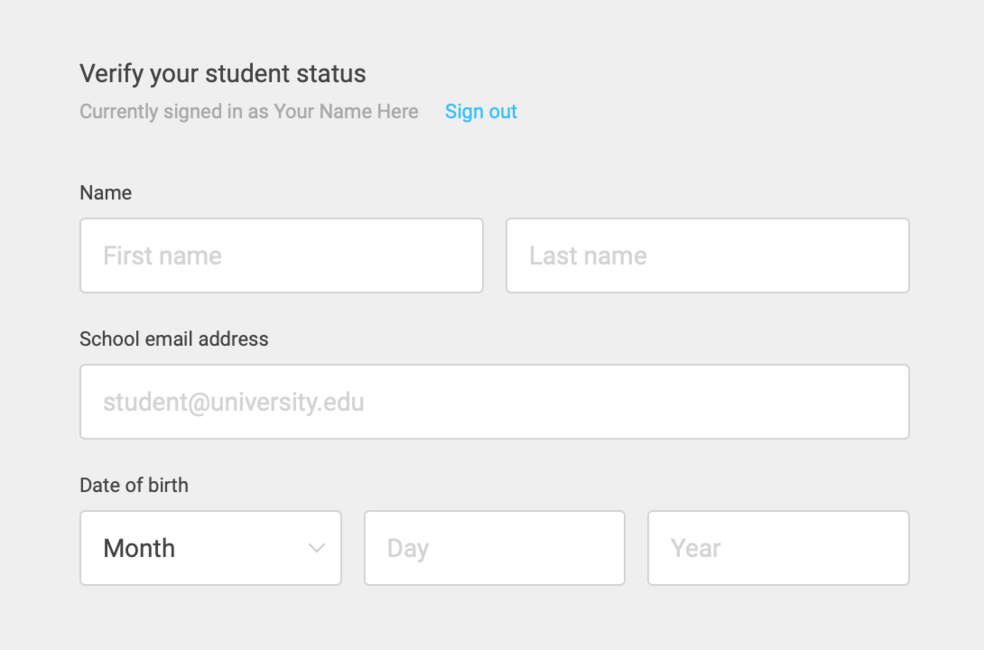 Verify your student status
Currently signed in as Your Name Here Sign out
Name
First name Last name
School email address
student@university.edu
Date of birth
Month Day Year